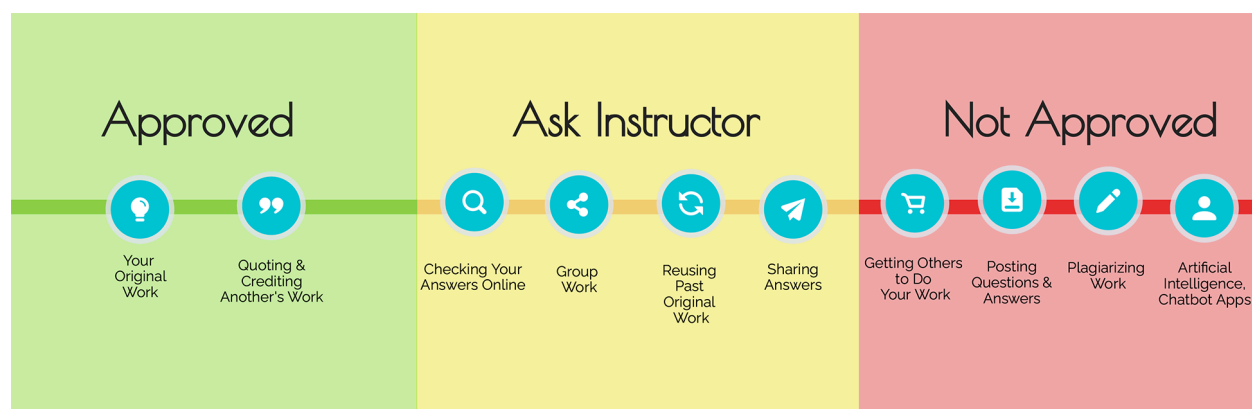 Approved
Your
Original
Work
Quoting &
Crediting
Another's Work
Ask Instructor
Checking Your
Answers Online
Group
Work
Reusing
Past
Original
Work
Sharing
Answers
Not Approved
Getting Others
to Do
Your Work
Posting
Questions &
Answers
Plagiarizing
Work
Artificial
Intelligence,
Chatbot Apps